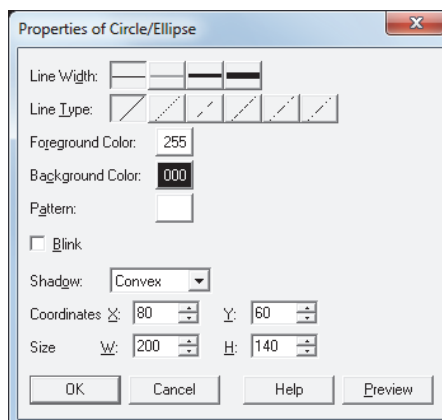 Properties of Circle/Ellipse
Line Width:
Line Type:
Foreground Color: 255
Background Color: 000
Pattern:
Blink
Shadow: Convex
Coordinates X: 80 Y: 60
Size W: 200 H: 140
OK Cancel Help Preview